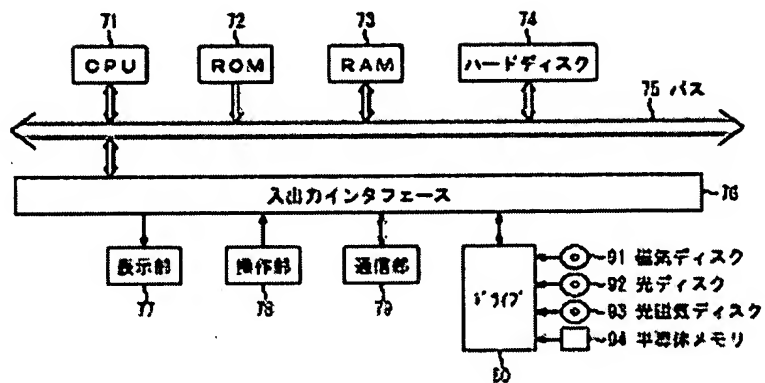 71 72 73 74
CPU ROM RAM ハードディスク
75 バス
入出力インタフェース 76
表示部 操作部 通信部 ドライブ
77 78 79
91 磁気ディスク
92 光ディスク
93 光磁気ディスク
94 半導体メモリ
80